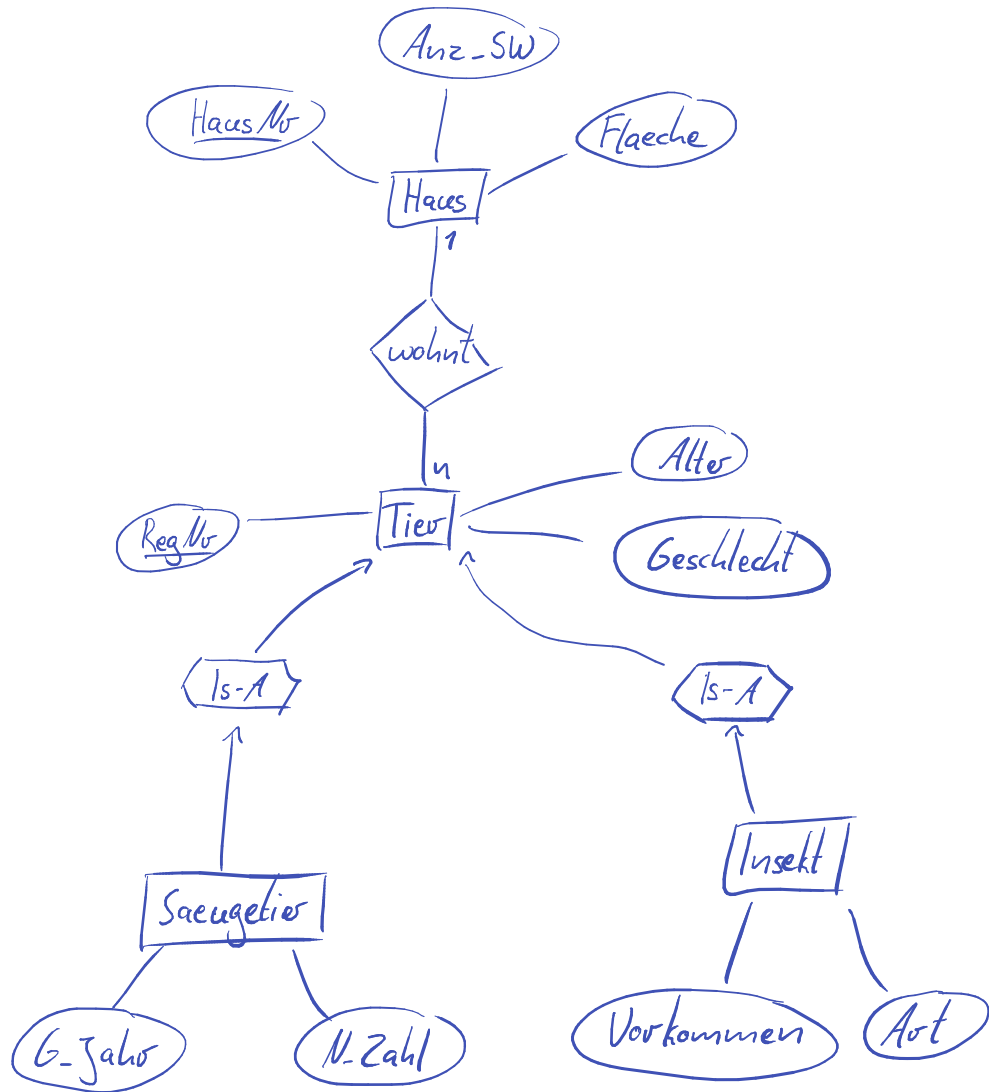 Anz_SW
HausNr
Flaeche
Haus
1
wohnt
n
Alter
Tier
RegNr
Geschlecht
Is-A
Is-A
Insekt
Saeugetier
G_Jahr
N_Zahl
Vorkommen
Art